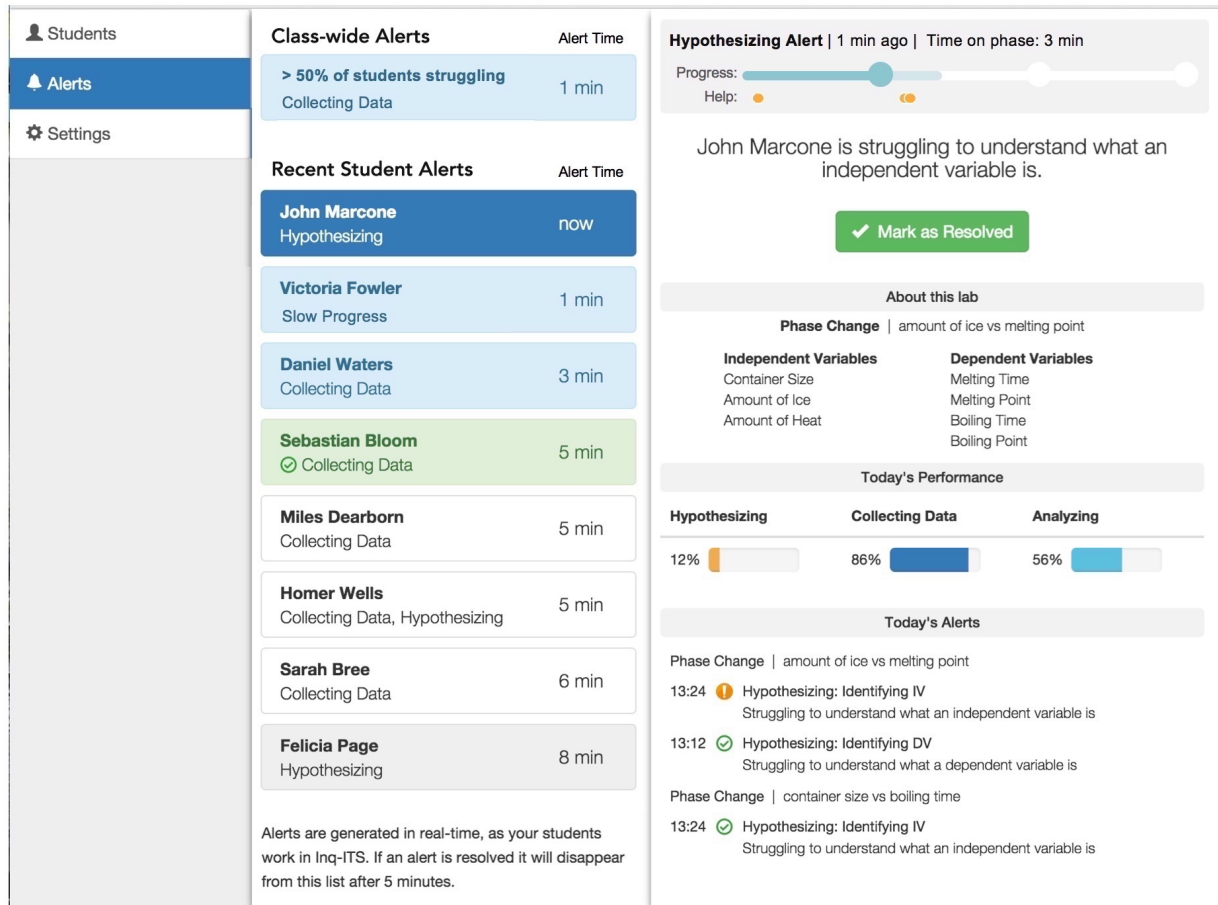 Students
Alerts
Settings
Class-wide Alerts
Alert Time
> 50% of students struggling
Collecting Data
1 min
Recent Student Alerts
Alert Time
John Marcone
Hypothesizing
now
Victoria Fowler
Slow Progress
1 min
Daniel Waters
Collecting Data
3 min
Sebastian Bloom
Collecting Data
5 min
Miles Dearborn
Collecting Data
5 min
Homer Wells
Collecting Data, Hypothesizing
5 min
Sarah Bree
Collecting Data
6 min
Felicia Page
Hypothesizing
8 min
Alerts are generated in real-time, as your students
work in Inq-ITS. If an alert is resolved it will disappear
from this list after 5 minutes.
Hypothesizing Alert | 1 min ago | Time on phase: 3 min
Progress:
Help:
John Marcone is struggling to understand what an
independent variable is.
Mark as Resolved
About this lab
Phase Change | amount of ice vs melting point
Independent Variables
Container Size
Amount of Ice
Amount of Heat
Dependent Variables
Melting Time
Melting Point
Boiling Time
Boiling Point
Today's Performance
Hypothesizing
Collecting Data
Analyzing
12%
86%
56%
Today's Alerts
Phase Change | amount of ice vs melting point
13:24 Hypothesizing: Identifying IV
Struggling to understand what an independent variable is
13:12 Hypothesizing: Identifying DV
Struggling to understand what a dependent variable is
Phase Change | container size vs boiling time
13:24 Hypothesizing: Identifying IV
Struggling to understand what an independent variable is